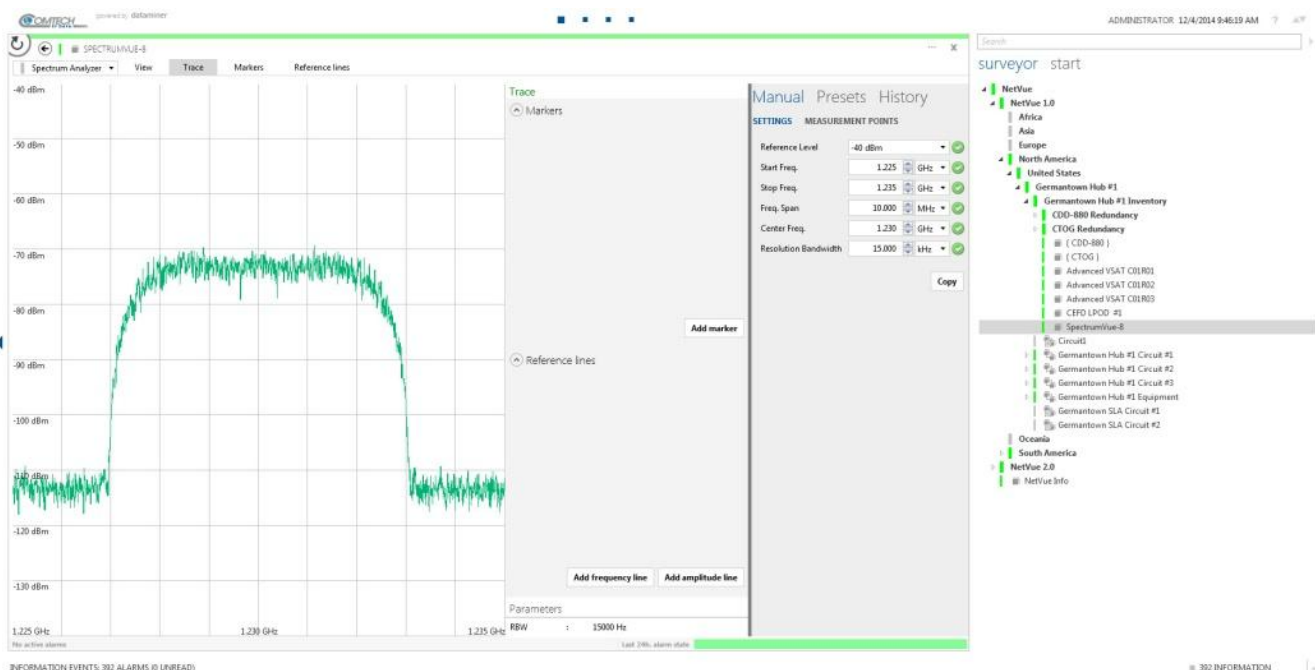 COMTECH
EF DATA
powered by dataminer
ADMINISTRATOR 12/4/2014 9:46:19 AM ?
SPECTRUMVUE-8
Spectrum Analyzer View Trace Markers Reference lines
-40 dBm
-50 dBm
-60 dBm
-70 dBm
-80 dBm
-90 dBm
-100 dBm
-110 dBm
-120 dBm
-130 dBm
1.225 GHz 1.230 GHz 1.235 GHz
No active alarms
Trace
Markers
Add marker
Reference lines
Add frequency line Add amplitude line
Parameters
RBW : 15000 Hz
Last 24h. alarm state
Manual Presets History
SETTINGS MEASUREMENT POINTS
Reference Level -40 dBm
Start Freq. 1.225 GHz
Stop Freq. 1.235 GHz
Freq. Span 10.000 MHz
Center Freq. 1.230 GHz
Resolution Bandwidth 15.000 kHz
Copy
Search
surveyor start
NetVue
NetVue 1.0
Africa
Asia
Europe
North America
United States
Germantown Hub #1
Germantown Hub #1 Inventory
CDD-880 Redundancy
CTOG Redundancy
( CDD-880 )
( CTOG )
Advanced VSAT C01R01
Advanced VSAT C01R02
Advanced VSAT C01R03
CEFD LPOD #1
SpectrumVue-8
Circuit1
Germantown Hub #1 Circuit #1
Germantown Hub #1 Circuit #2
Germantown Hub #1 Circuit #3
Germantown Hub #1 Equipment
Germantown SLA Circuit #1
Germantown SLA Circuit #2
Oceania
South America
NetVue 2.0
NetVue Info
INFORMATION EVENTS: 392 ALARMS (0 UNREAD)
392 INFORMATION